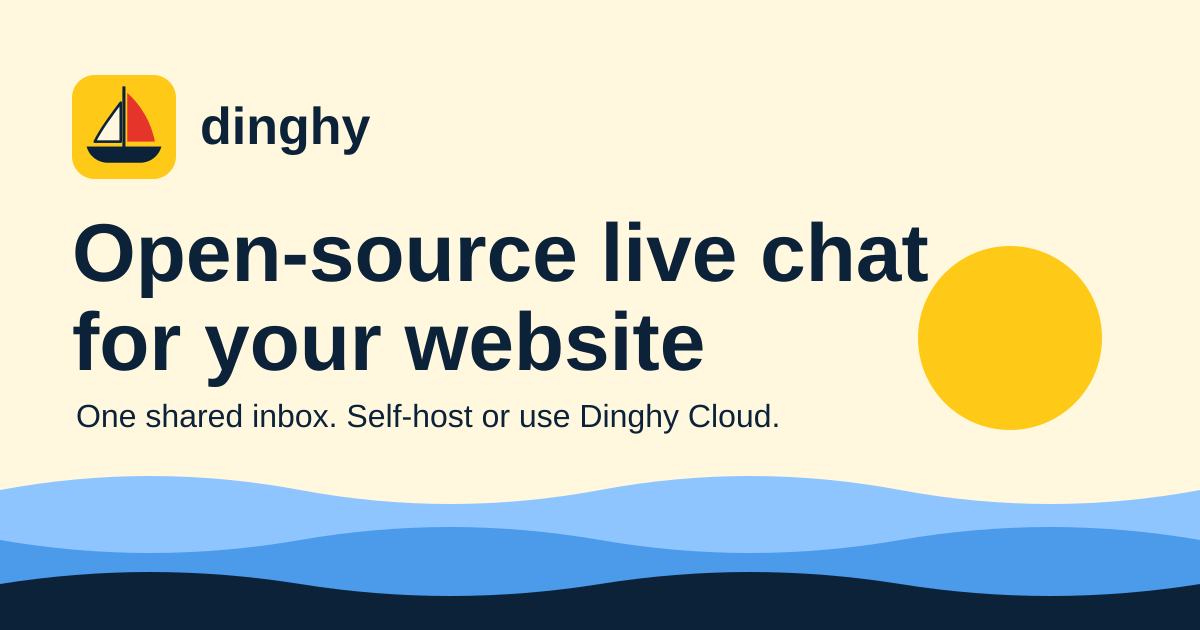 dinghy
Open-source live chat
for your website
One shared inbox. Self-host or use Dinghy Cloud.